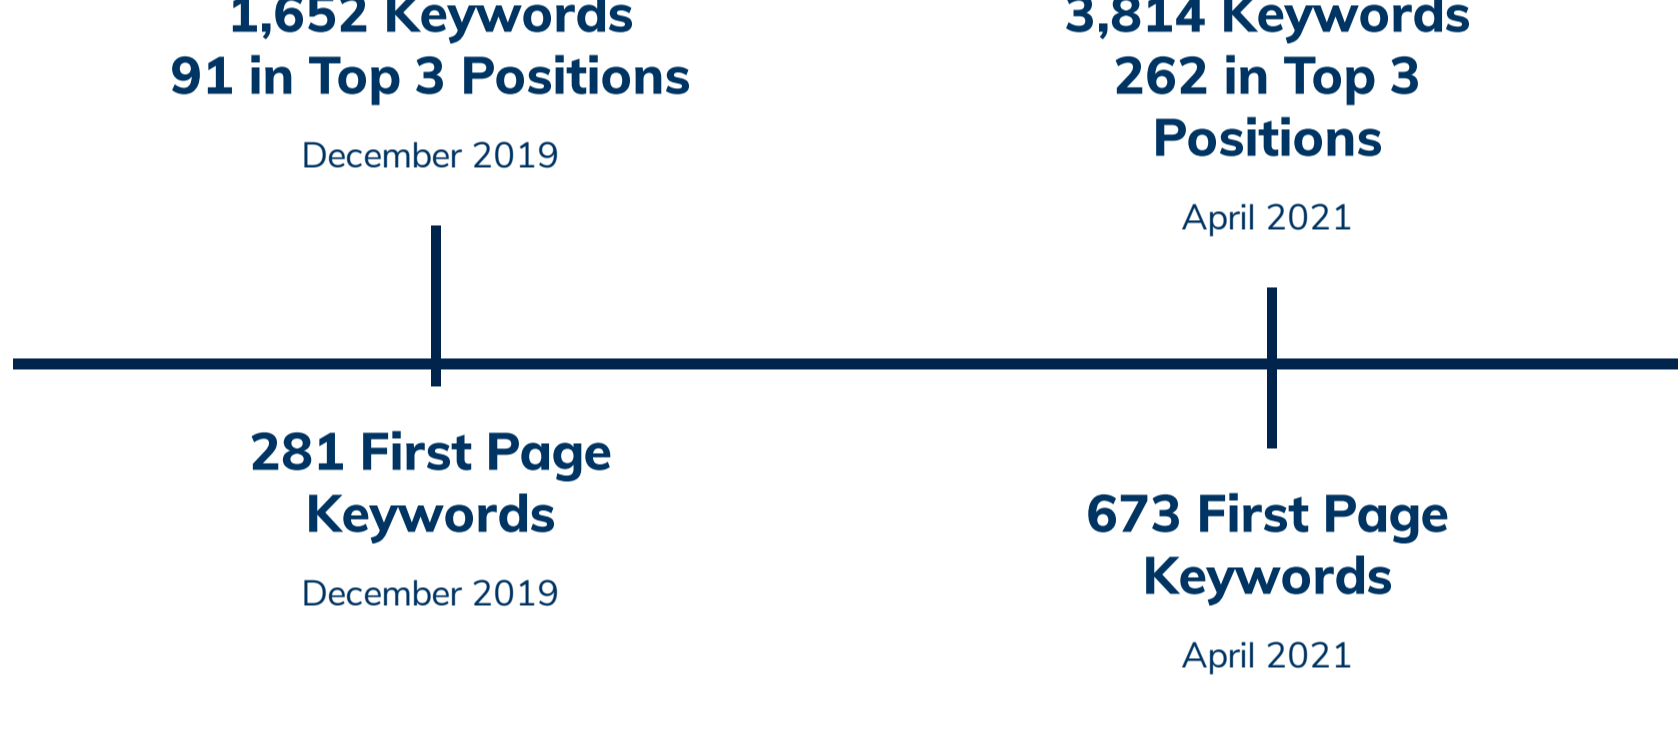 1,652 Keywords
91 in Top 3 Positions
December 2019
281 First Page
Keywords
December 2019
3,814 Keywords
262 in Top 3
Positions
April 2021
673 First Page
Keywords
April 2021